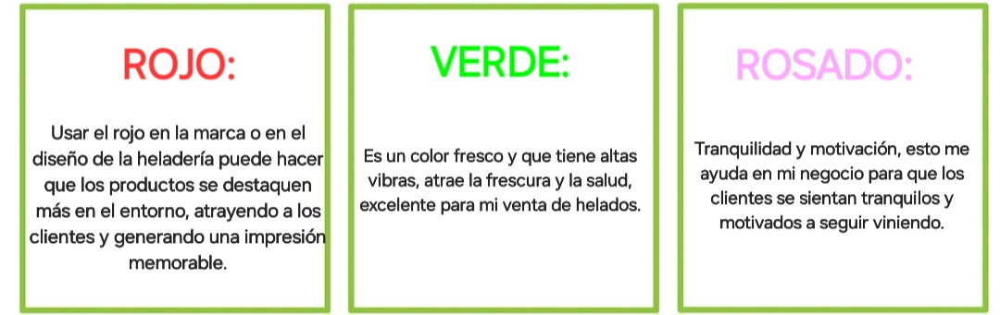 ROJO:
Usar el rojo en la marca o en el
diseño de la heladería puede hacer
que los productos se destaquen
más en el entorno, atrayendo a los
clientes y generando una impresión
memorable.
VERDE:
Es un color fresco y que tiene altas
vibras, atrae la frescura y la salud,
excelente para mi venta de helados.
ROSADO:
Tranquilidad y motivación, esto me
ayuda en mi negocio para que los
clientes se sientan tranquilos y
motivados a seguir viniendo.